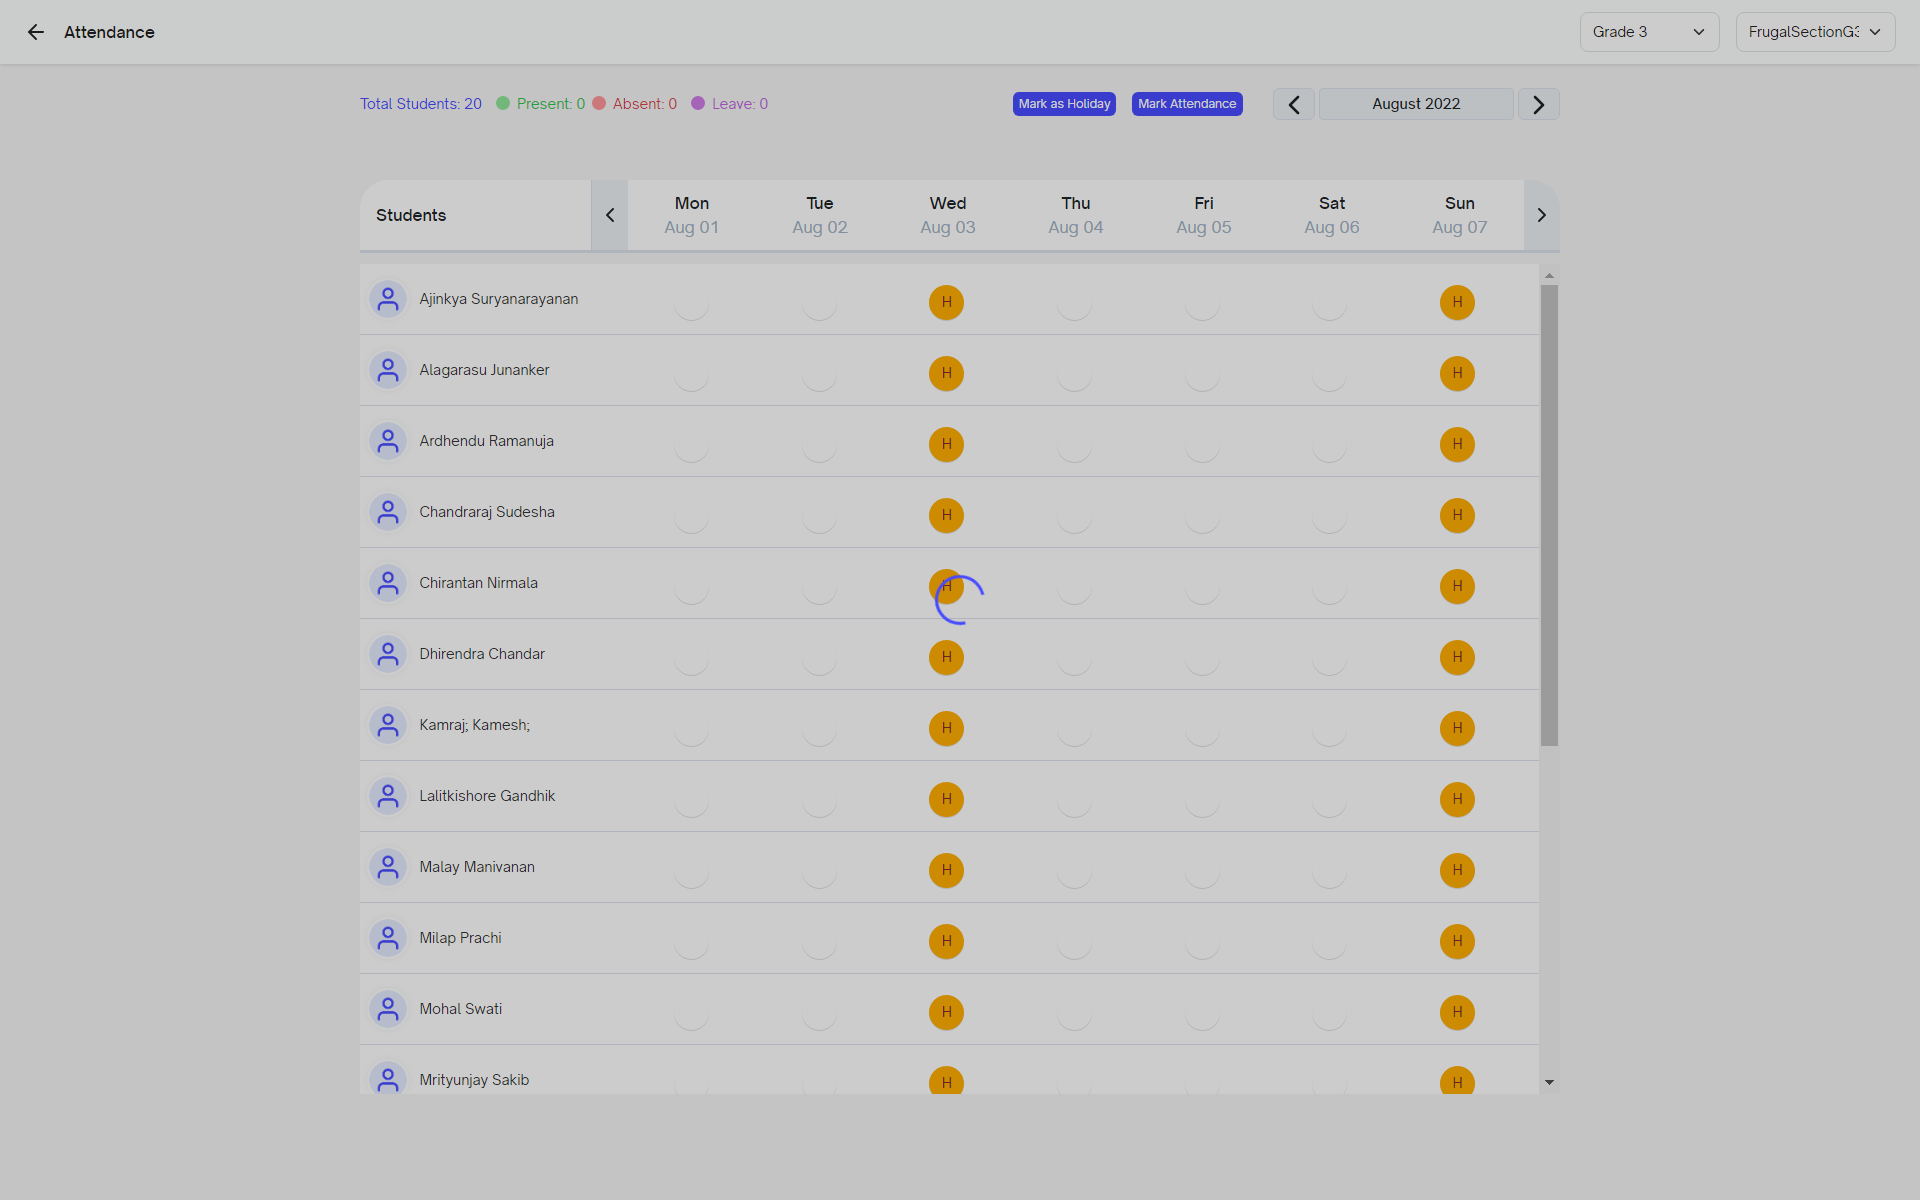 Attendance
Grade 3
FrugalSectionG3
Total Students: 20 Present: 0 Absent: 0 Leave: 0
Mark as Holiday Mark Attendance August 2022
Students Mon Tue Wed Thu Fri Sat Sun
Aug 01 Aug 02 Aug 03 Aug 04 Aug 05 Aug 06 Aug 07
Ajinkya Suryanarayanan H H
Alagarasu Junanker H H
Ardhendu Ramanuja H H
Chandraraj Sudesha H H
Chirantan Nirmala H H
Dhirendra Chandar H H
Kamraj; Kamesh; H H
Lalitkishore Gandhik H H
Malay Manivanan H H
Milap Prachi H H
Mohal Swati H H
Mrityunjay Sakib H H